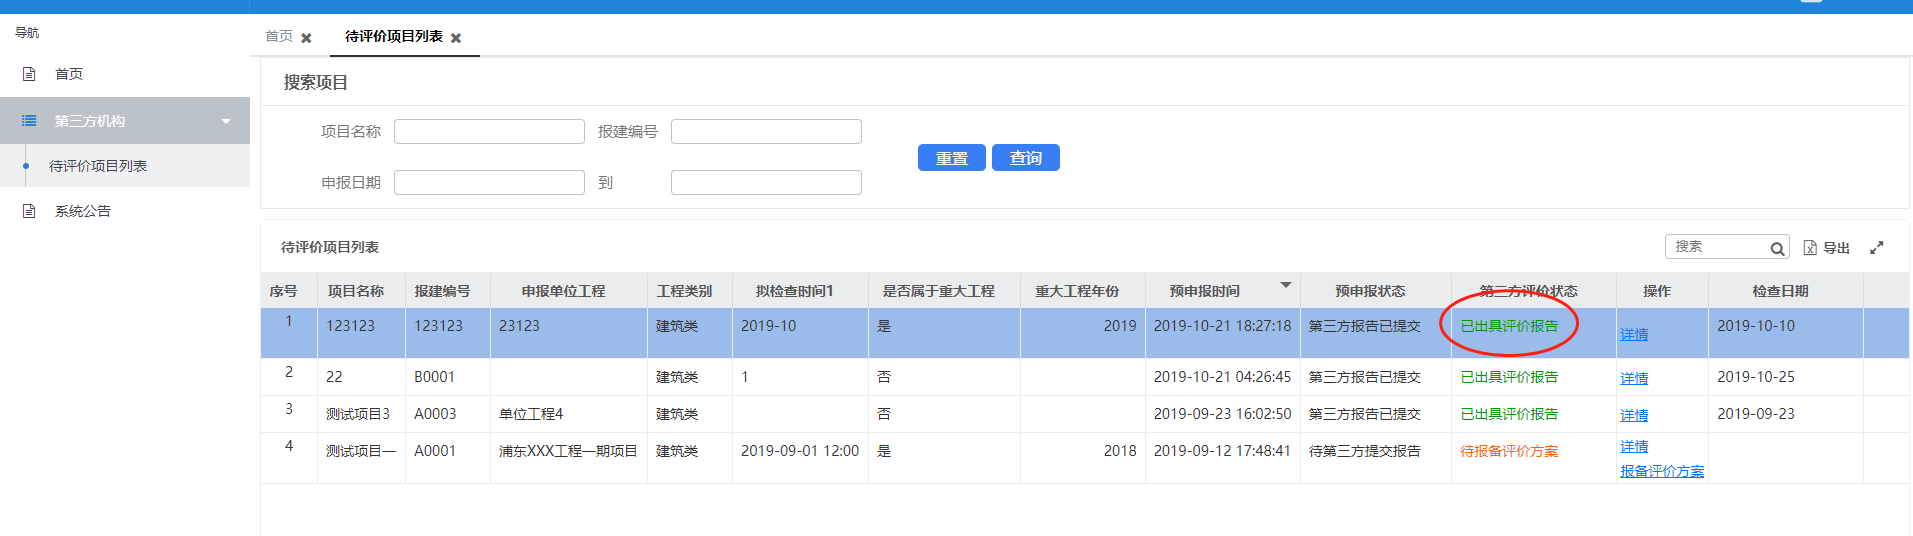 导航
首页
第三方机构
待评价项目列表
系统公告
首页 待评价项目列表
搜索项目
项目名称 报建编号
重置 查询
申报日期 到
待评价项目列表 搜索 导出
序号 项目名称 报建编号 申报单位工程 工程类别 拟检查时间1 是否属于重大工程 重大工程年份 预申报时间 预申报状态 第三方评价状态 操作 检查日期
1 123123 123123 23123 建筑类 2019-10 是 2019 2019-10-21 18:27:18 第三方报告已提交 已出具评价报告 详情 2019-10-10
2 22 B0001 建筑类 1 否 2019-10-21 04:26:45 第三方报告已提交 已出具评价报告 详情 2019-10-25
3 测试项目3 A0003 单位工程4 建筑类 否 2019-09-23 16:02:50 第三方报告已提交 已出具评价报告 详情 2019-09-23
4 测试项目一 A0001 浦东XXX工程一期项目 建筑类 2019-09-01 12:00 是 2018 2019-09-12 17:48:41 待第三方提交报告 待报备评价方案 详情
报备评价方案